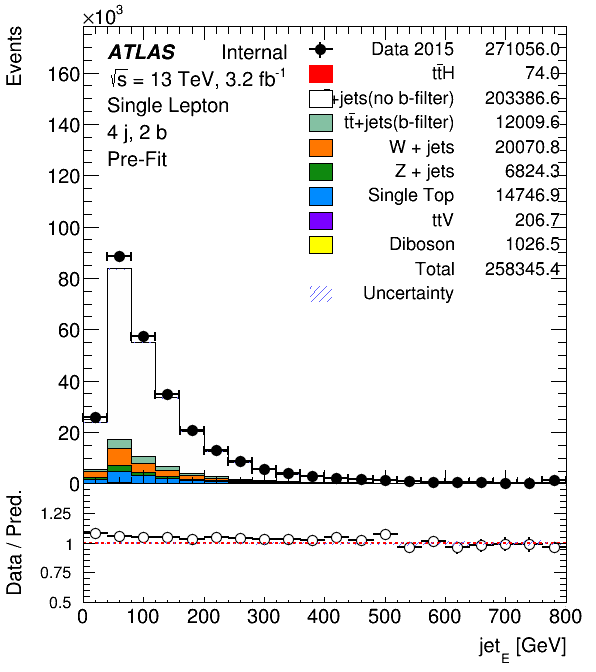 ×10³
Events
ATLAS Internal
√s = 13 TeV, 3.2 fb⁻¹
Single Lepton
4 j, 2 b
Pre-Fit
Data 2015 271056.0
tt̄H 74.0
+jets(no b-filter) 203386.6
tt̄+jets(b-filter) 12009.6
W + jets 20070.8
Z + jets 6824.3
Single Top 14746.9
ttV 206.7
Diboson 1026.5
Total 258345.4
Uncertainty
160
140
120
100
80
60
40
20
0
Data / Pred.
1.25
1
0.75
0.5
0 100 200 300 400 500 600 700 800
jet_E [GeV]